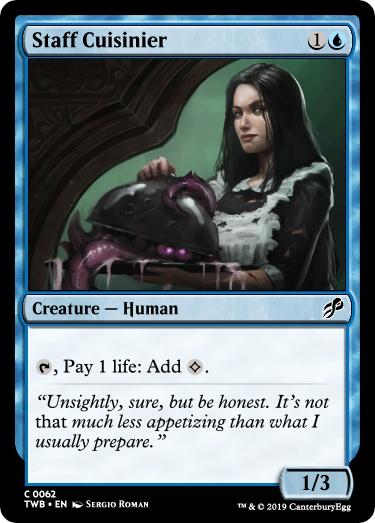 Staff Cuisinier 1
Creature — Human
, Pay 1 life: Add .
“Unsightly, sure, but be honest. It's not
that much less appetizing than what I
usually prepare.”
1/3
C 0062
TWB • EN Sergio Roman
™ & © 2019 CanterburyEgg